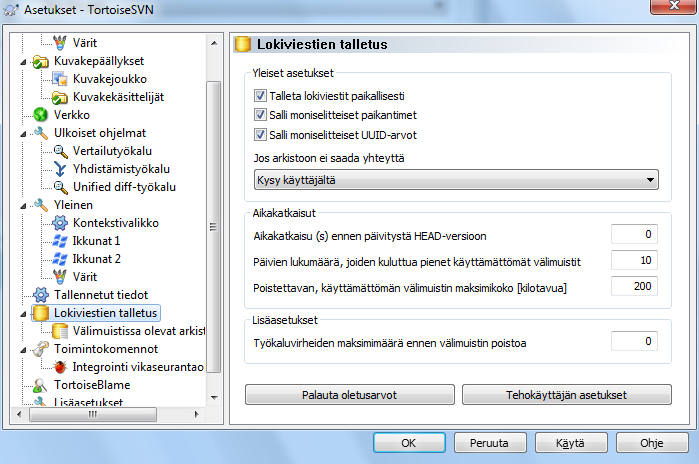 Asetukset - TortoiseSVN
Värit
Kuvakepäällykset
Kuvakejoukko
Kuvakekäsittelijät
Verkko
Ulkoiset ohjelmat
Vertailutyökalu
Yhdistämistyökalu
Unified diff-työkalu
Yleinen
Kontekstivalikko
Ikkunat 1
Ikkunat 2
Värit
Tallennetut tiedot
Lokiviestien talletus
Välimuistissa olevat arkist
Toimintokomennot
Integrointi vikaseurantao
TortoiseBlame
Lisäasetukset
Lokiviestien talletus
Yleiset asetukset
Talleta lokiviestit paikallisesti
Salli moniselitteiset paikantimet
Salli moniselitteiset UUID-arvot
Jos arkistoon ei saada yhteyttä
Kysy käyttäjältä
Aikakatkaisut
Aikakatkaisu (s) ennen päivitystä HEAD-versioon 0
Päivien lukumäärä, joiden kuluttua pienet käyttämättömät välimuistit 10
Poistettavan, käyttämättömän välimuistin maksimikoko [kilotavua] 200
Lisäasetukset
Työkaluvirheiden maksimimäärä ennen välimuistin poistoa 0
Palauta oletusarvot Tehokäyttäjän asetukset
OK Peruuta Käytä Ohje